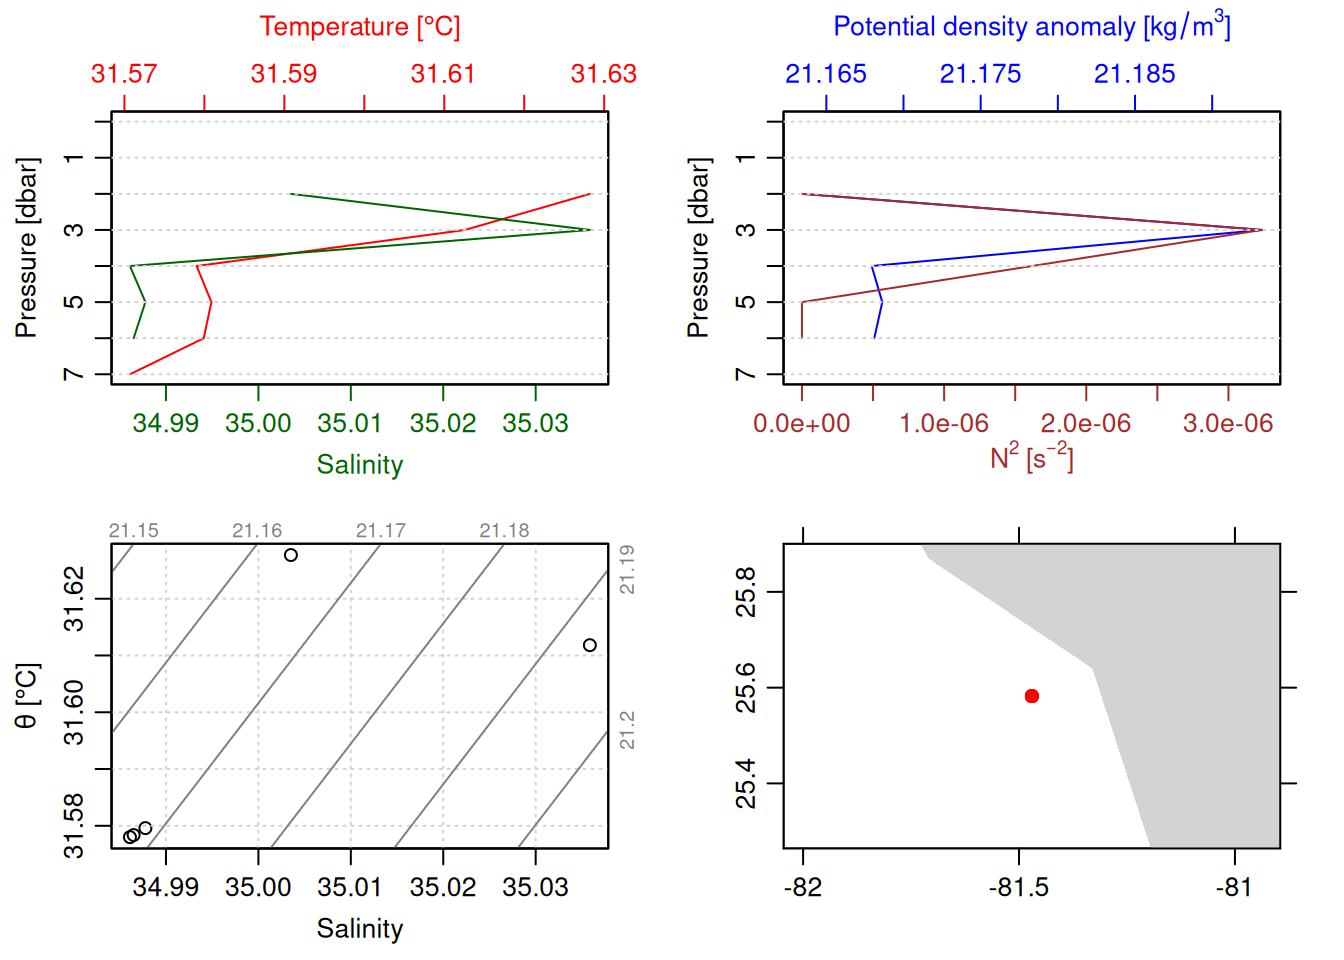 Temperature [°C]
31.57 31.59 31.61 31.63
Pressure [dbar]
1
3
5
7
34.99 35.00 35.01 35.02 35.03
Salinity
Potential density anomaly [kg/m³]
21.165 21.175 21.185
Pressure [dbar]
1
3
5
7
0.0e+00 1.0e-06 2.0e-06 3.0e-06
N² [s⁻²]
21.15 21.16 21.17 21.18
21.19
21.2
θ [°C]
31.62
31.60
31.58
34.99 35.00 35.01 35.02 35.03
Salinity
25.8
25.6
25.4
-82 -81.5 -81